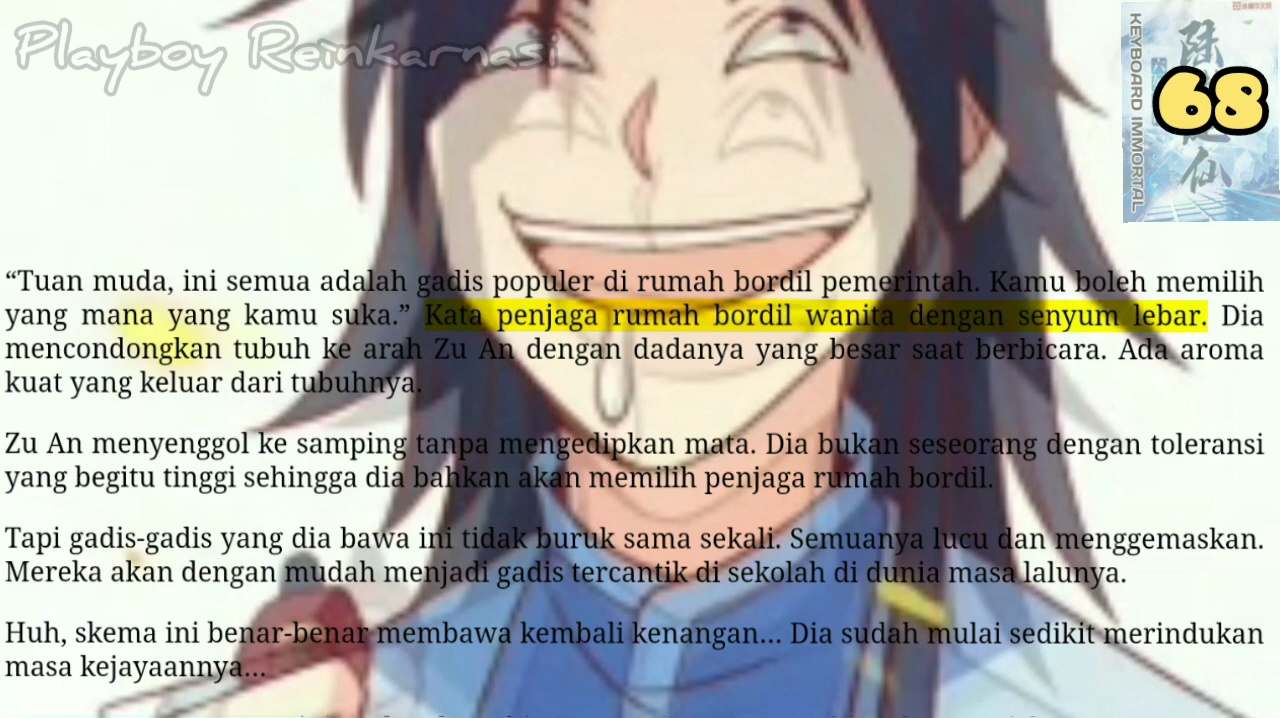 Playboy Reinkarnasi
KEYBOARD IMMORTAL
68
“Tuan muda, ini semua adalah gadis populer di rumah bordil pemerintah. Kamu boleh memilih
yang mana yang kamu suka.” Kata penjaga rumah bordil wanita dengan senyum lebar. Dia
mencondongkan tubuh ke arah Zu An dengan dadanya yang besar saat berbicara. Ada aroma
kuat yang keluar dari tubuhnya.
Zu An menyenggol ke samping tanpa mengedipkan mata. Dia bukan seseorang dengan toleransi
yang begitu tinggi sehingga dia bahkan akan memilih penjaga rumah bordil.
Tapi gadis-gadis yang dia bawa ini tidak buruk sama sekali. Semuanya lucu dan menggemaskan.
Mereka akan dengan mudah menjadi gadis tercantik di sekolah di dunia masa lalunya.
Huh, skema ini benar-benar membawa kembali kenangan... Dia sudah mulai sedikit merindukan
masa kejayaannya...